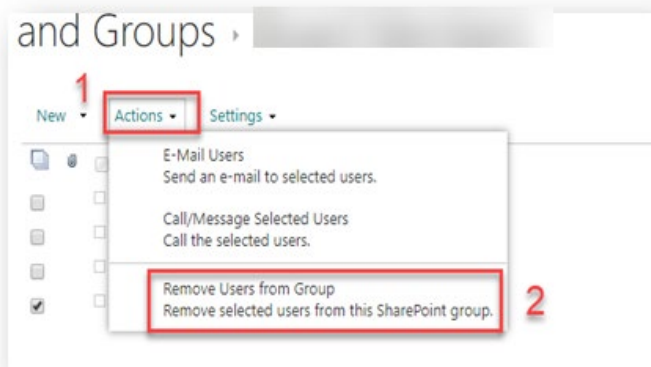 and Groups
1
New Actions Settings
E-Mail Users
Send an e-mail to selected users.
Call/Message Selected Users
Call the selected users.
Remove Users from Group
Remove selected users from this SharePoint group.
2